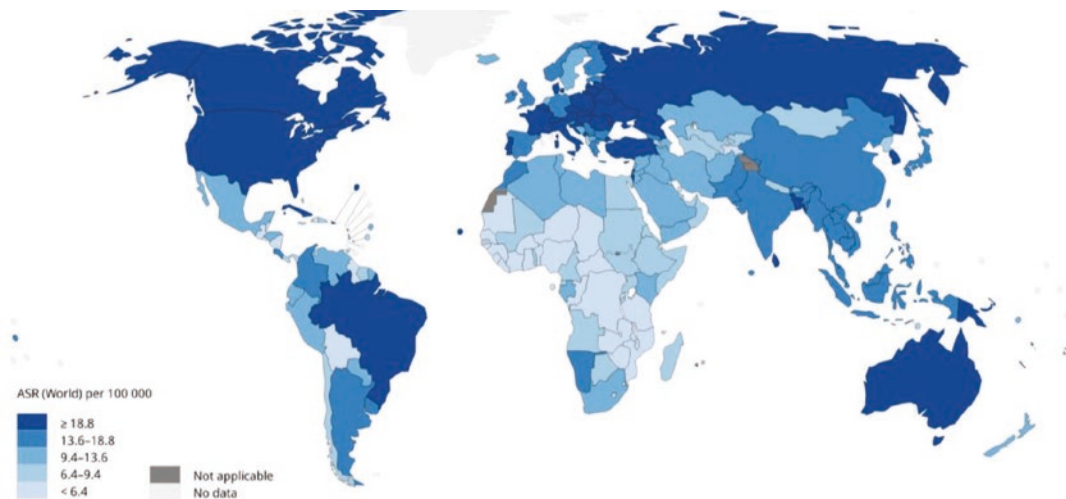 ASR (World) per 100 000
≥ 18.8
13.6–18.8
9.4–13.6
6.4–9.4
< 6.4
Not applicable
No data